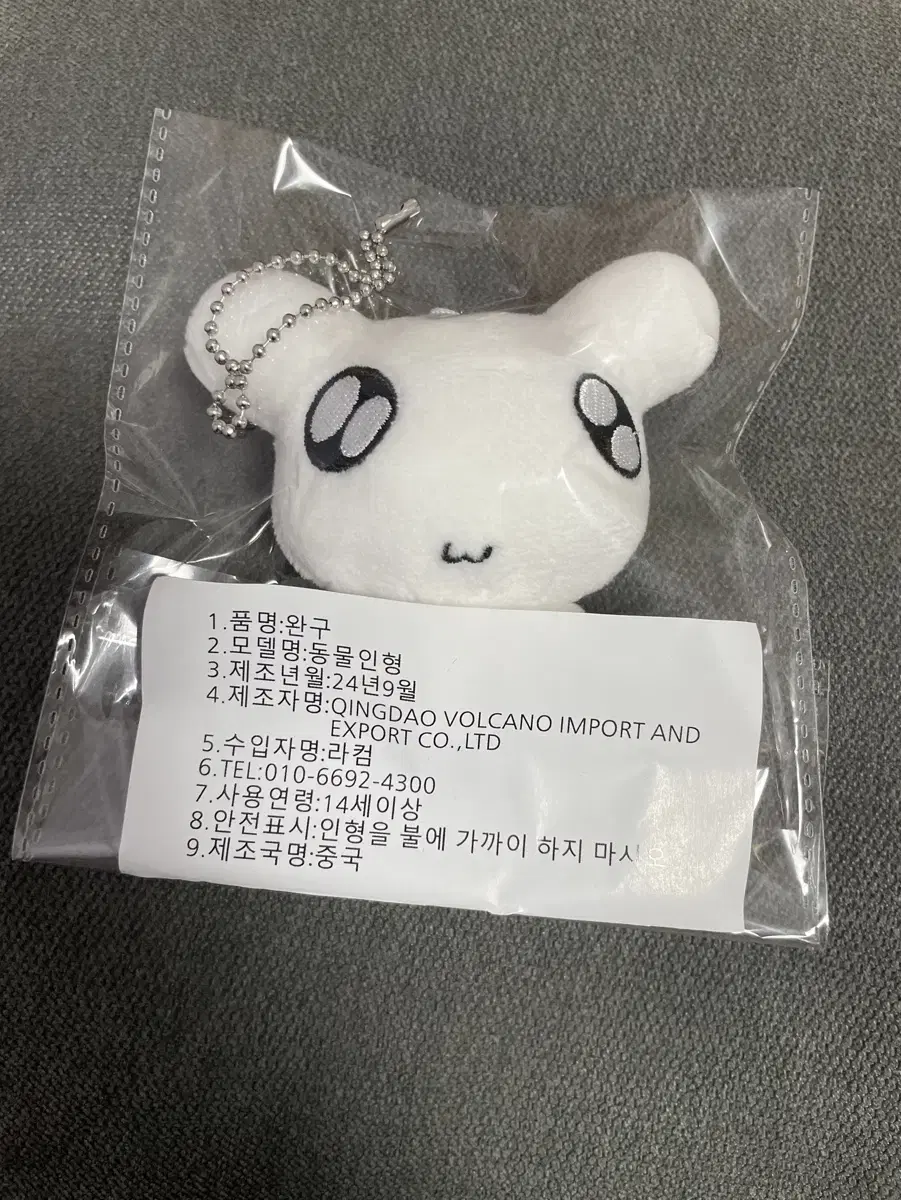 1.품명:완구
2.모델명:동물인형
3.제조년월:24년9월
4.제조자명:QINGDAO VOLCANO IMPORT AND
EXPORT CO.,LTD
5.수입자명:라컴
6.TEL:010-6692-4300
7.사용연령:14세이상
8.안전표시:인형을 불에 가까이 하지
9.제조국명:중국